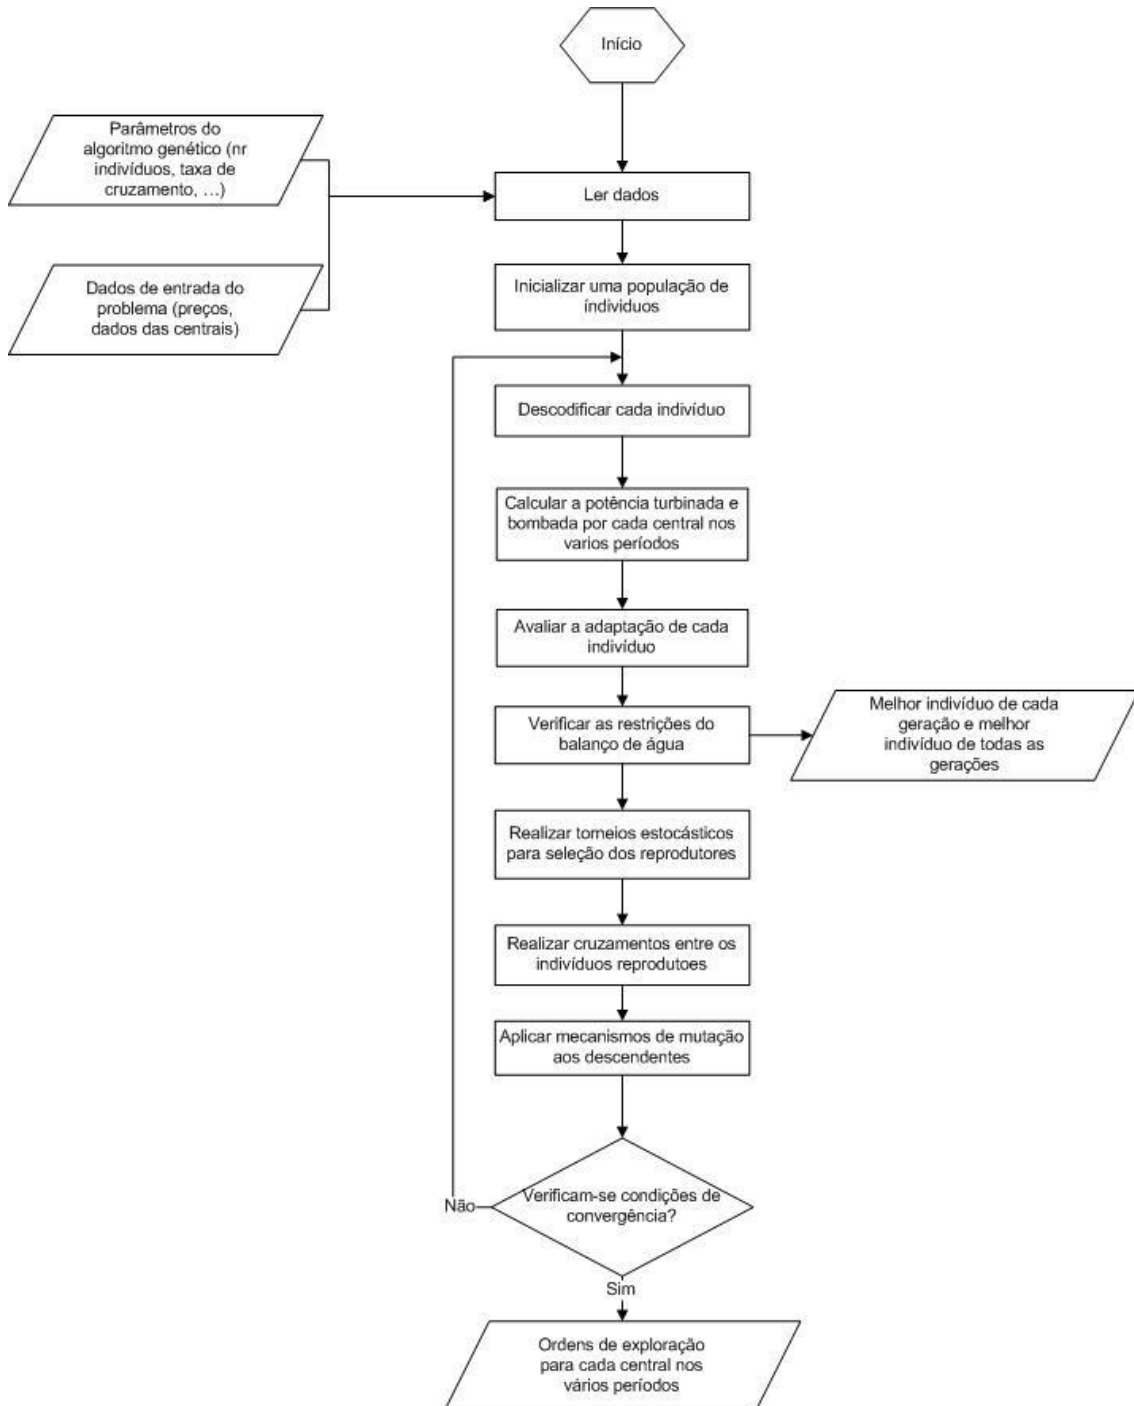 Início
Parâmetros do
algoritmo genético (nr
indivíduos, taxa de
cruzamento, ...)
Ler dados
Dados de entrada do
problema (preços,
dados das centrais)
Inicializar uma população de
índividuos
Descodificar cada indivíduo
Calcular a potência turbinada e
bombada por cada central nos
varios períodos
Avaliar a adaptação de cada
indivíduo
Verificar as restrições do
balanço de água
Melhor indivíduo de cada
geração e melhor
indivíduo de todas as
gerações
Realizar torneios estocásticos
para seleção dos reprodutores
Realizar cruzamentos entre os
indivíduos reprodutoes
Aplicar mecanismos de mutação
aos descendentes
Verificam-se condições de
convergência?
Não
Sim
Ordens de exploração
para cada central nos
vários períodos